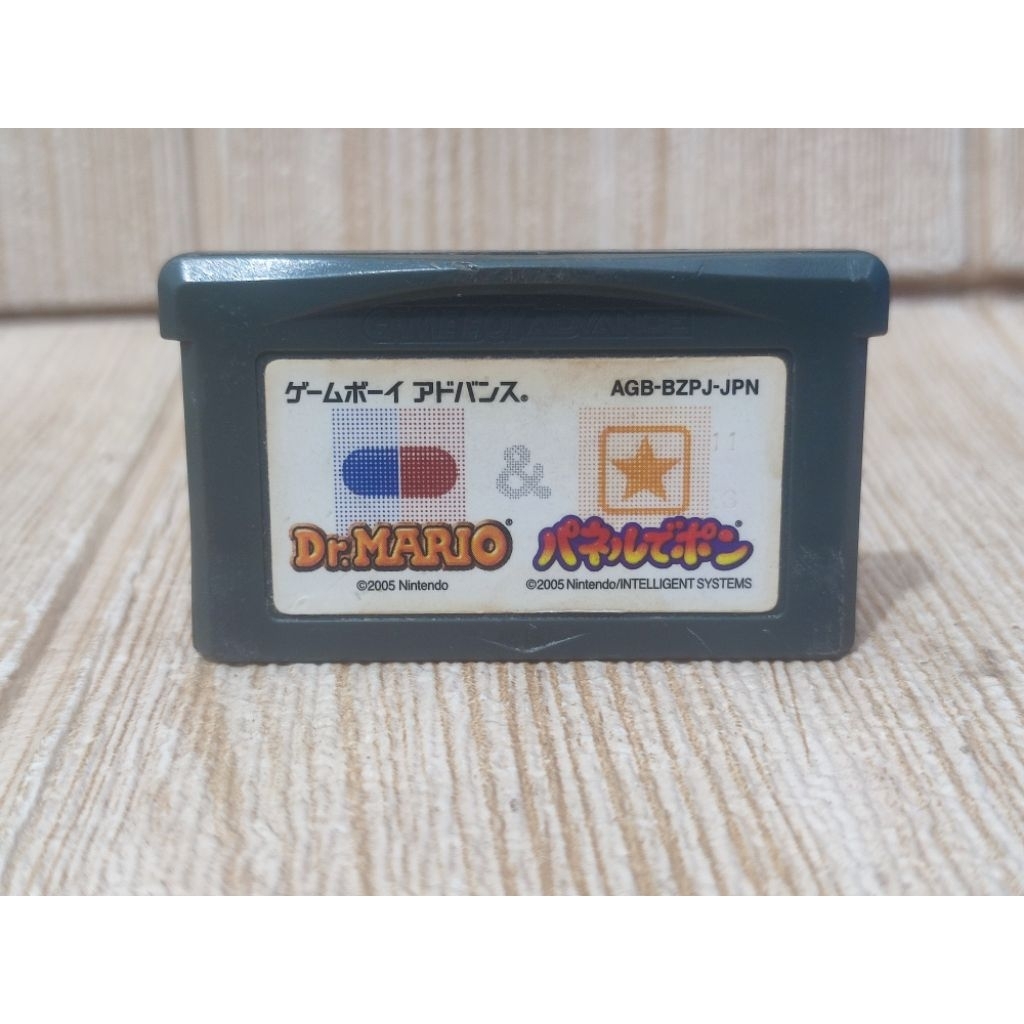 GAME BOY ADVANCE
ゲームボーイ アドバンス® AGB-BZPJ-JPN
11
&
Dr.MARIO® パネルでポン®
©2005 Nintendo ©2005 Nintendo/INTELLIGENT SYSTEMS